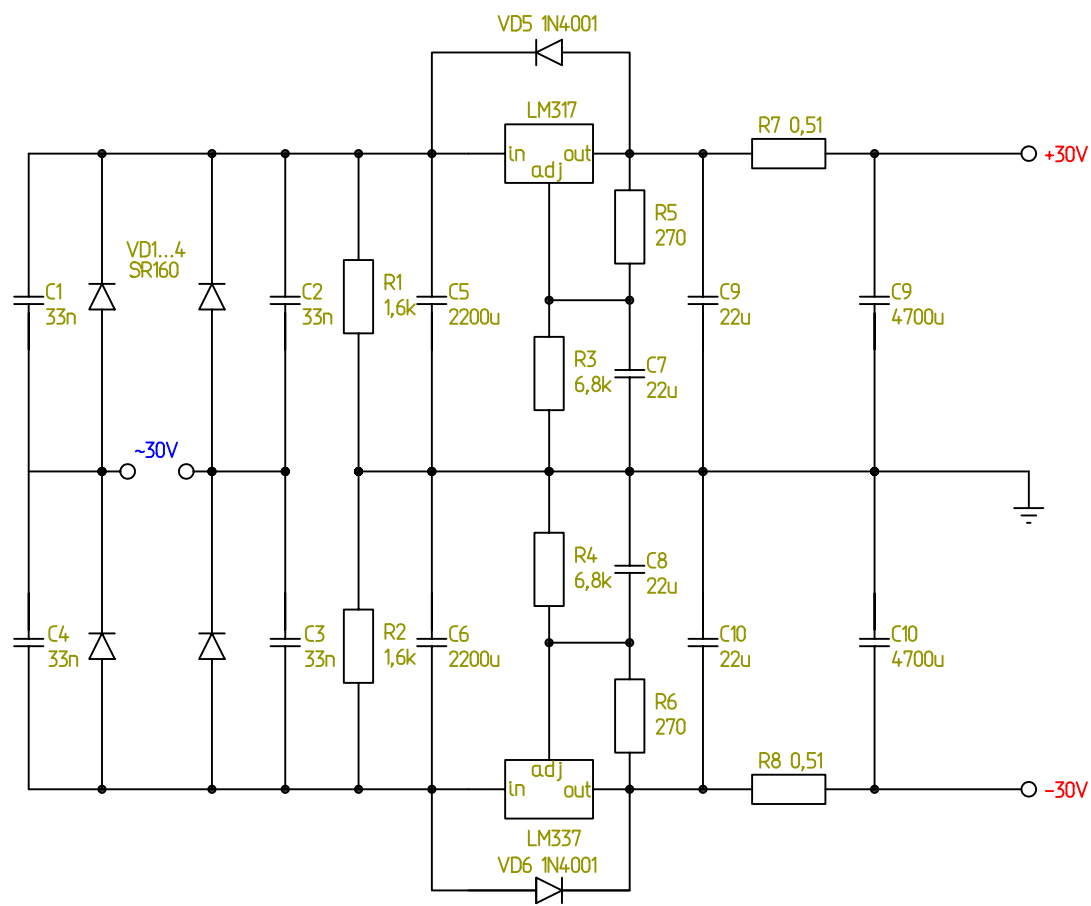 VD5 1N4001
LM317
in
out
adj
R7 0,51
+30V
R5
270
VD1...4
SR160
C1
33n
C2
33n
R1
1,6k
C5
2200u
C9
22u
C9
4700u
R3
6,8k
C7
22u
~30V
R4
6,8k
C8
22u
C4
33n
C3
33n
R2
1,6k
C6
2200u
C10
22u
C10
4700u
R6
270
adj
in
out
R8 0,51
-30V
LM337
VD6 1N4001